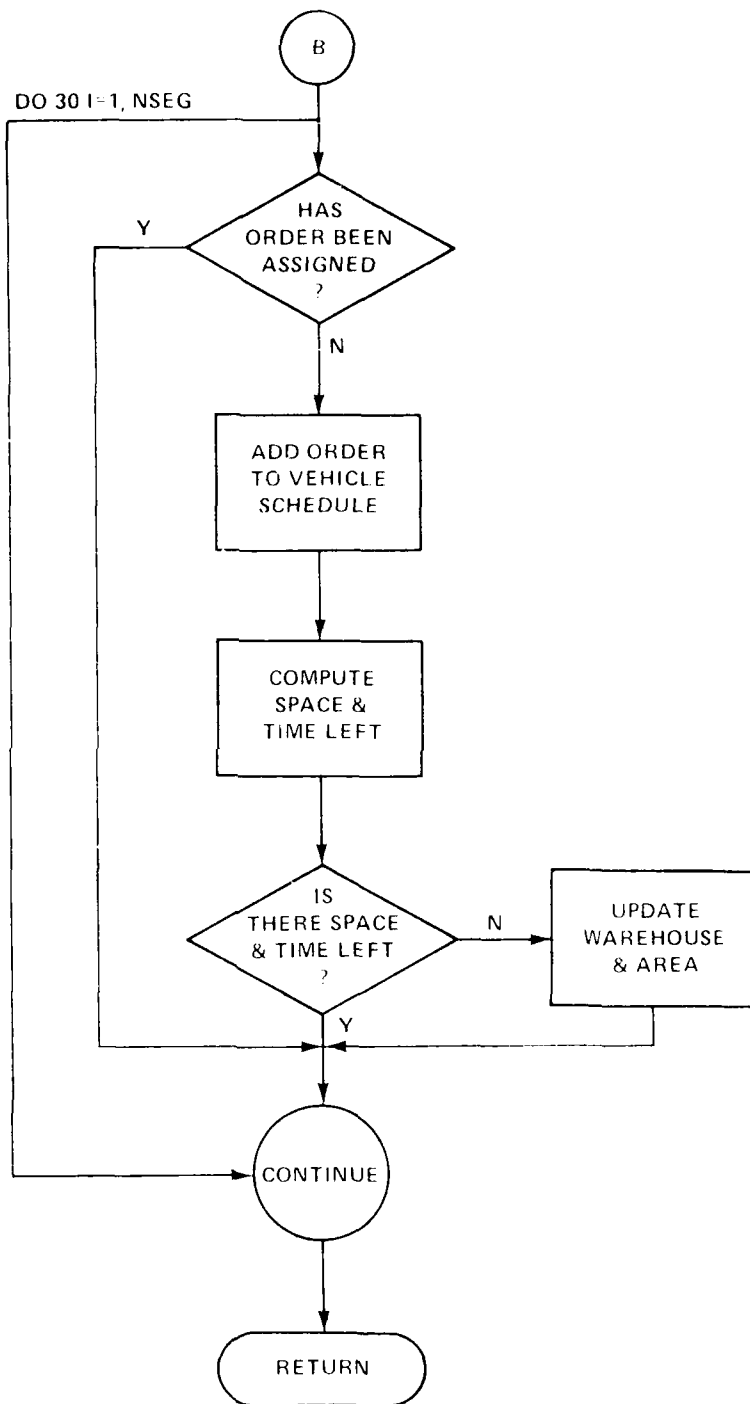 B
DO 30 I=1, NSEG
HAS
ORDER BEEN
ASSIGNED
?
Y
N
ADD ORDER
TO VEHICLE
SCHEDULE
COMPUTE
SPACE &
TIME LEFT
IS
THERE SPACE
& TIME LEFT
?
N
UPDATE
WAREHOUSE
& AREA
Y
CONTINUE
RETURN